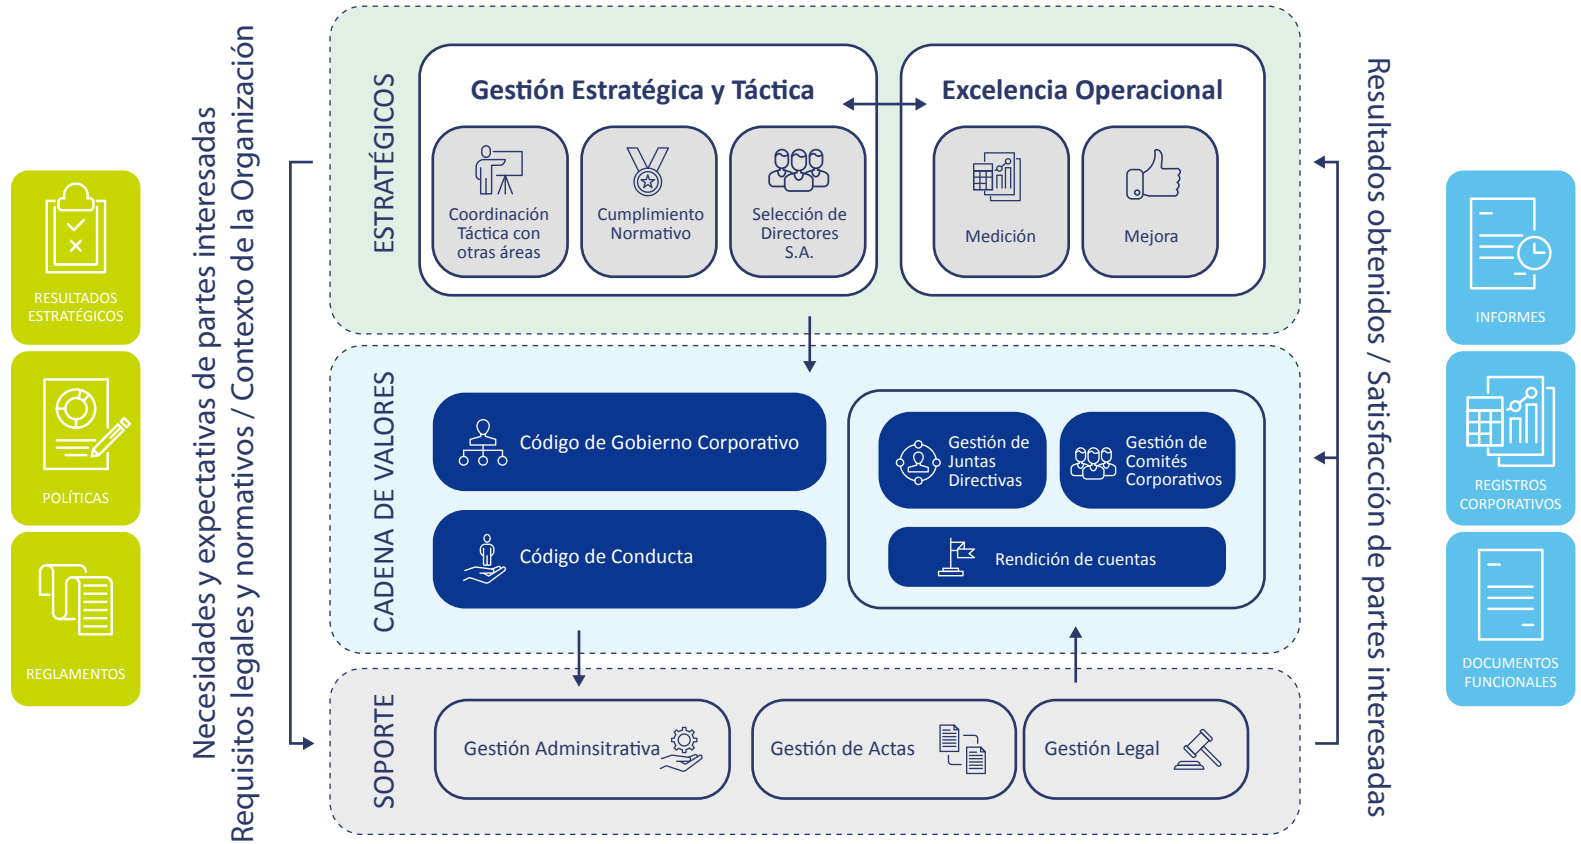 RESULTADOS
ESTRATÉGICOS
POLÍTICAS
REGLAMENTOS
Necesidades y expectativas de partes interesadas
Requisitos legales y normativos / Contexto de la Organización
ESTRATÉGICOS
Gestión Estratégica y Táctica
Coordinación
Táctica con
otras áreas
Cumplimiento
Normativo
Selección de
Directores
S.A.
Excelencia Operacional
Medición
Mejora
CADENA DE VALORES
Código de Gobierno Corporativo
Código de Conducta
Gestión de
Juntas
Directivas
Gestión de
Comités
Corporativos
Rendición de cuentas
SOPORTE
Gestión Adminsitrativa
Gestión de Actas
Gestión Legal
Resultados obtenidos / Satisfacción de partes interesadas
INFORMES
REGISTROS
CORPORATIVOS
DOCUMENTOS
FUNCIONALES